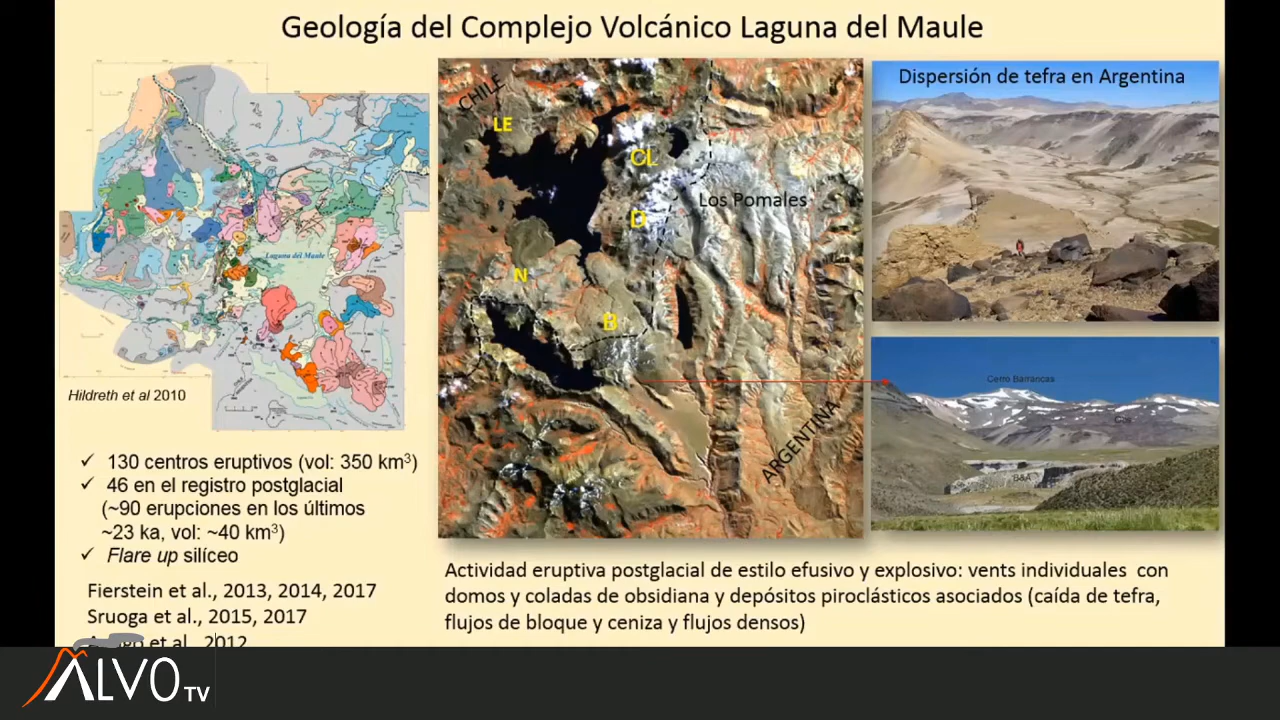 Geología del Complejo Volcánico Laguna del Maule
Laguna del Maule
Hildreth et al 2010
✓ 130 centros eruptivos (vol: 350 km³)
✓ 46 en el registro postglacial
(~90 erupciones en los últimos
~23 ka, vol: ~40 km³)
✓ Flare up silíceo
Fierstein et al., 2013, 2014, 2017
Sruoga et al., 2015, 2017
et al., 2012
CHILE
LE
CL
D
Los Pomales
N
B
ARGENTINA
Dispersión de tefra en Argentina
Cerro Barrancas
Actividad eruptiva postglacial de estilo efusivo y explosivo: vents individuales con
domos y coladas de obsidiana y depósitos piroclásticos asociados (caída de tefra,
flujos de bloque y ceniza y flujos densos)
ALVO TV